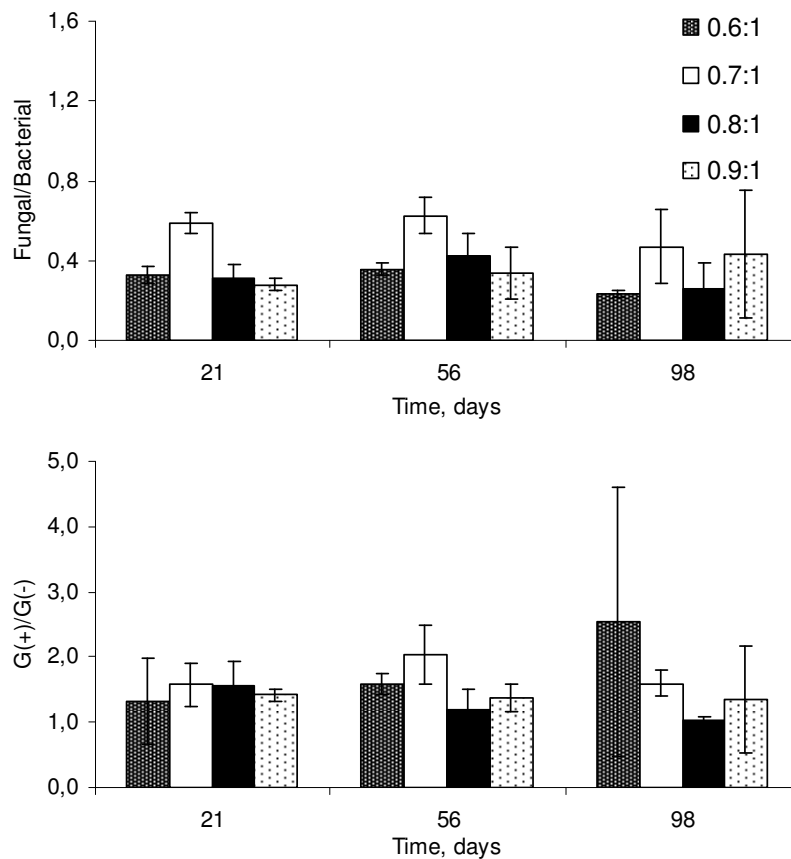 1,6
1,2
0,8
0,4
0,0
Fungal/Bacterial
0.6:1
0.7:1
0.8:1
0.9:1
21 56 98
Time, days
5,0
4,0
3,0
2,0
1,0
0,0
G(+)/G(-)
21 56 98
Time, days